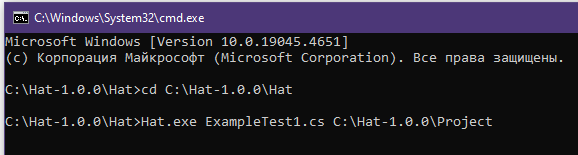 C:\Windows\System32\cmd.exe
Microsoft Windows [Version 10.0.19045.4651]
(c) Корпорация Майкрософт (Microsoft Corporation). Все права защищены.
C:\Hat-1.0.0\Hat>cd C:\Hat-1.0.0\Hat
C:\Hat-1.0.0\Hat>Hat.exe ExampleTest1.cs C:\Hat-1.0.0\Project